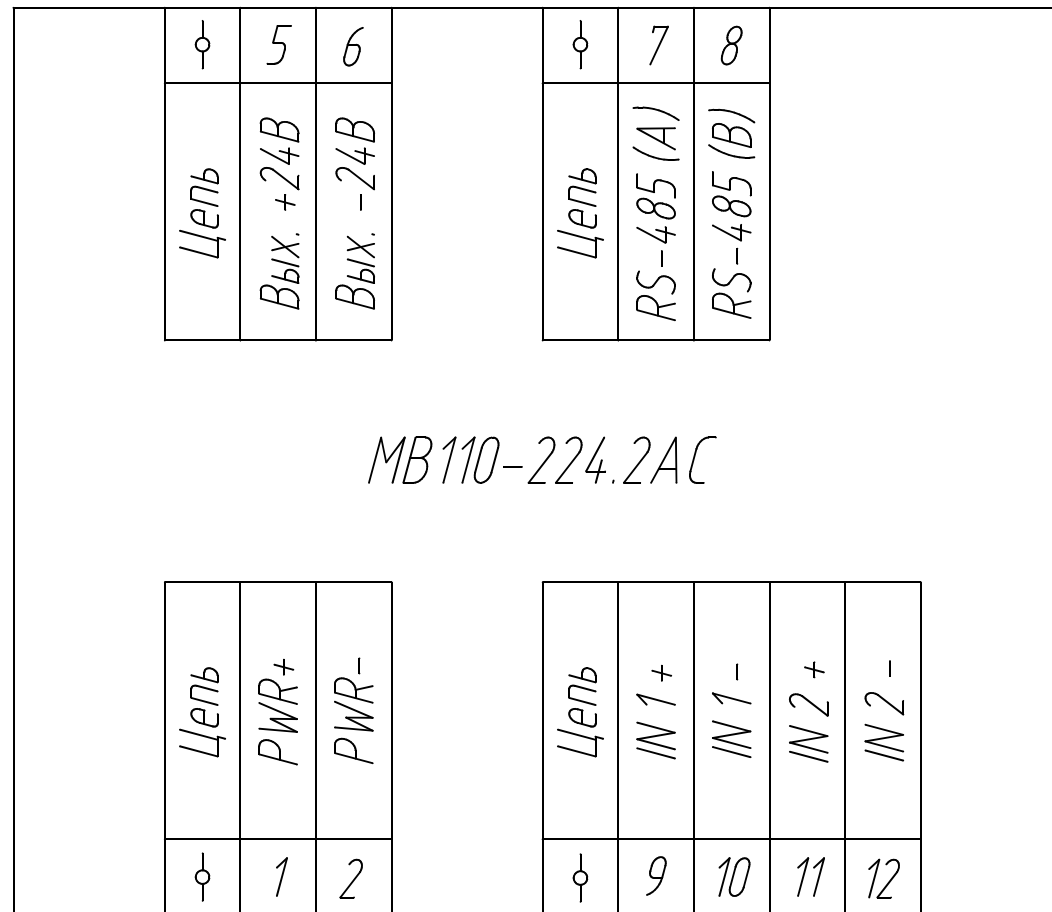 5 6
Цепь
Вых. +24В
Вых. -24В
7 8
Цепь
RS-485 (A)
RS-485 (B)
МВ110-224.2АС
Цепь
PWR+
PWR-
1 2
Цепь
IN 1 +
IN 1 -
IN 2 +
IN 2 -
9 10 11 12